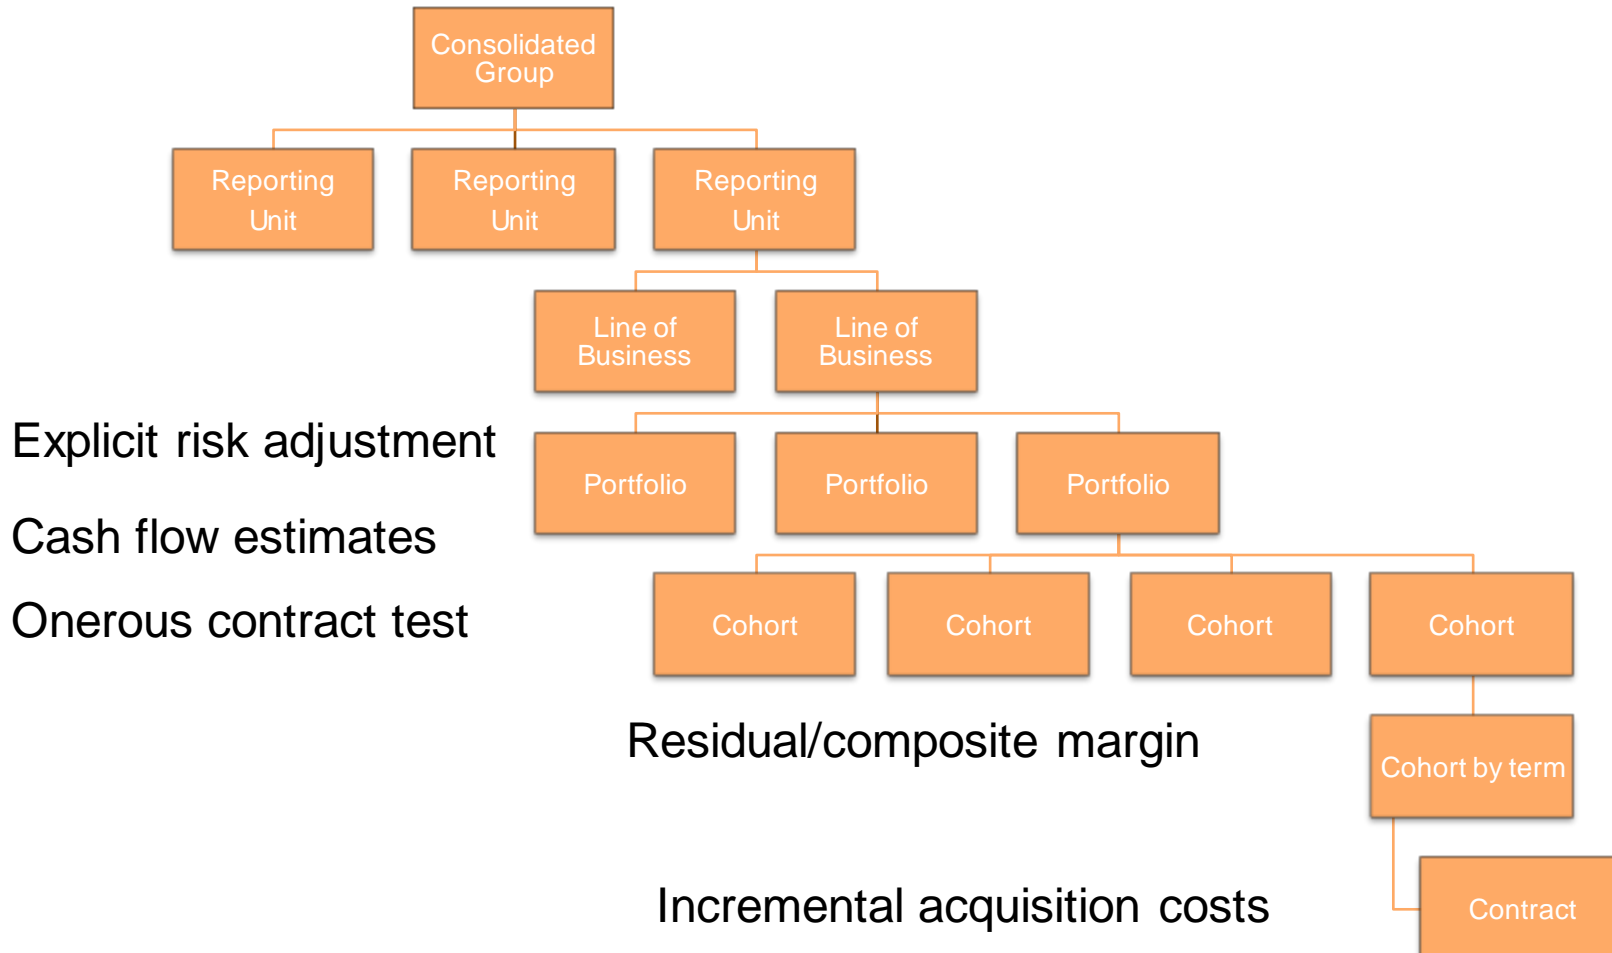 Consolidated
Group
Reporting
Unit
Reporting
Unit
Reporting
Unit
Line of
Business
Line of
Business
Explicit risk adjustment
Portfolio
Portfolio
Portfolio
Cash flow estimates
Onerous contract test
Cohort
Cohort
Cohort
Cohort
Residual/composite margin
Cohort by term
Incremental acquisition costs
Contract